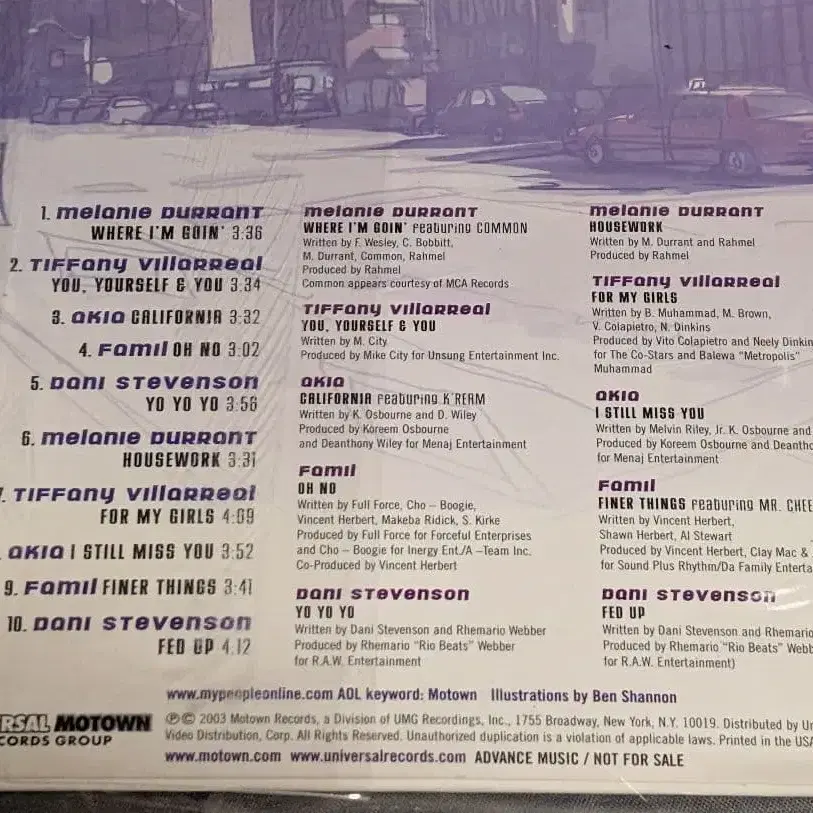 1. Melanie Durrant
WHERE I'M GOIN' 3:36
2. Tiffany Villarreal
YOU, YOURSELF & YOU 3:34
3. Akia CALIFORNIA 3:32
4. Famil OH NO 3:02
5. Dani Stevenson
YO YO YO 3:56
6. Melanie Durrant
HOUSEWORK 3:31
7. Tiffany Villarreal
FOR MY GIRLS 4:09
Akia I STILL MISS YOU 3:52
9. Famil FINER THINGS 3:41
10. Dani Stevenson
FED UP 4:12
Melanie Durrant
WHERE I'M GOIN' Featuring COMMON
Written by F. Wesley, C. Bobbitt,
M. Durrant, Common, Rahmel
Produced by Rahmel
Common appears courtesy of MCA Records
Tiffany Villarreal
YOU, YOURSELF & YOU
Written by M. City
Produced by Mike City for Unsung Entertainment Inc.
Akia
CALIFORNIA Featuring K'REAM
Written by K. Osbourne and D. Wiley
Produced by Koreem Osbourne
and Deanthony Wiley for Menaj Entertainment
Famil
OH NO
Written by Full Force, Cho – Boogie,
Vincent Herbert, Makeba Ridick, S. Kirke
Produced by Full Force for Forceful Enterprises
and Cho – Boogie for Inergy Ent./A –Team Inc.
Co-Produced by Vincent Herbert
Dani Stevenson
YO YO YO
Written by Dani Stevenson and Rhemario Webber
Produced by Rhemario "Rio Beats" Webber
for R.A.W. Entertainment
Melanie Durrant
HOUSEWORK
Written by M. Durrant and Rahmel
Produced by Rahmel
Tiffany Villarreal
FOR MY GIRLS
Written by B. Muhammad, M. Brown,
V. Colapietro, N. Dinkins
Produced by Vito Colapietro and Neely Dinkin
for The Co-Stars and Balewa "Metropolis"
Muhammad
Akia
I STILL MISS YOU
Written by Melvin Riley, Jr. K. Osbourne and
Produced by Koreem Osbourne and Deantho
for Menaj Entertainment
Famil
FINER THINGS Featuring MR. CHEE
Written by Vincent Herbert,
Shawn Herbert, Al Stewart
Produced by Vincent Herbert, Clay Mac &
for Sound Plus Rhythm/Da Family Enterta
Dani Stevenson
FED UP
Written by Dani Stevenson and Rhemario
Produced by Rhemario "Rio Beats" Webb
for R.A.W. Entertainment)
www.mypeopleonline.com AOL keyword: Motown Illustrations by Ben Shannon
ERSAL MOTOWN
CORDS GROUP
℗© 2003 Motown Records, a Division of UMG Recordings, Inc., 1755 Broadway, New York, N.Y. 10019. Distributed by Un
Video Distribution, Corp. All Rights Reserved. Unauthorized duplication is a violation of applicable laws. Printed in the USA
www.motown.com www.universalrecords.com ADVANCE MUSIC / NOT FOR SALE